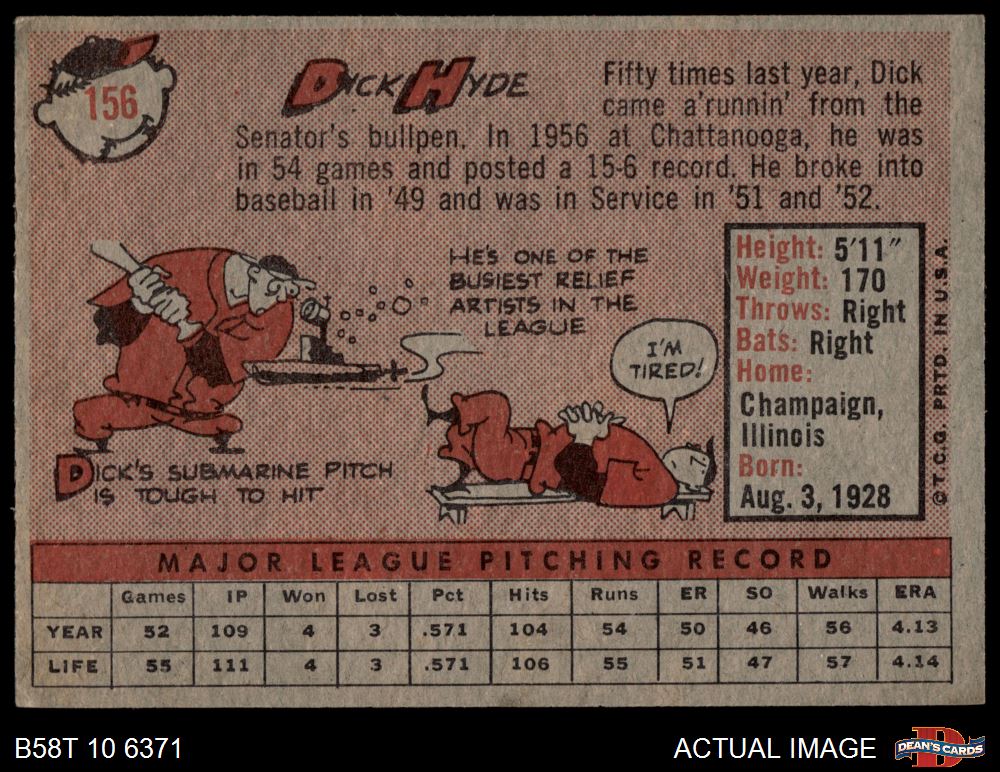 156
DICK HYDE
Fifty times last year, Dick
came a'runnin' from the
Senator's bullpen. In 1956 at Chattanooga, he was
in 54 games and posted a 15-6 record. He broke into
baseball in '49 and was in Service in '51 and '52.
HE'S ONE OF THE
BUSIEST RELIEF
ARTISTS IN THE
LEAGUE
I'M
TIRED!
DICK'S SUBMARINE PITCH
IS TOUGH TO HIT
Height: 5'11"
Weight: 170
Throws: Right
Bats: Right
Home:
Champaign,
Illinois
Born:
Aug. 3, 1928
© T.C.G. PRTD. IN U.S.A.
MAJOR LEAGUE PITCHING RECORD
Games IP Won Lost Pct Hits Runs ER SO Walks ERA
YEAR 52 109 4 3 .571 104 54 50 46 56 4.13
LIFE 55 111 4 3 .571 106 55 51 47 57 4.14
B58T 10 6371
ACTUAL IMAGE
D
DEAN'S CARDS